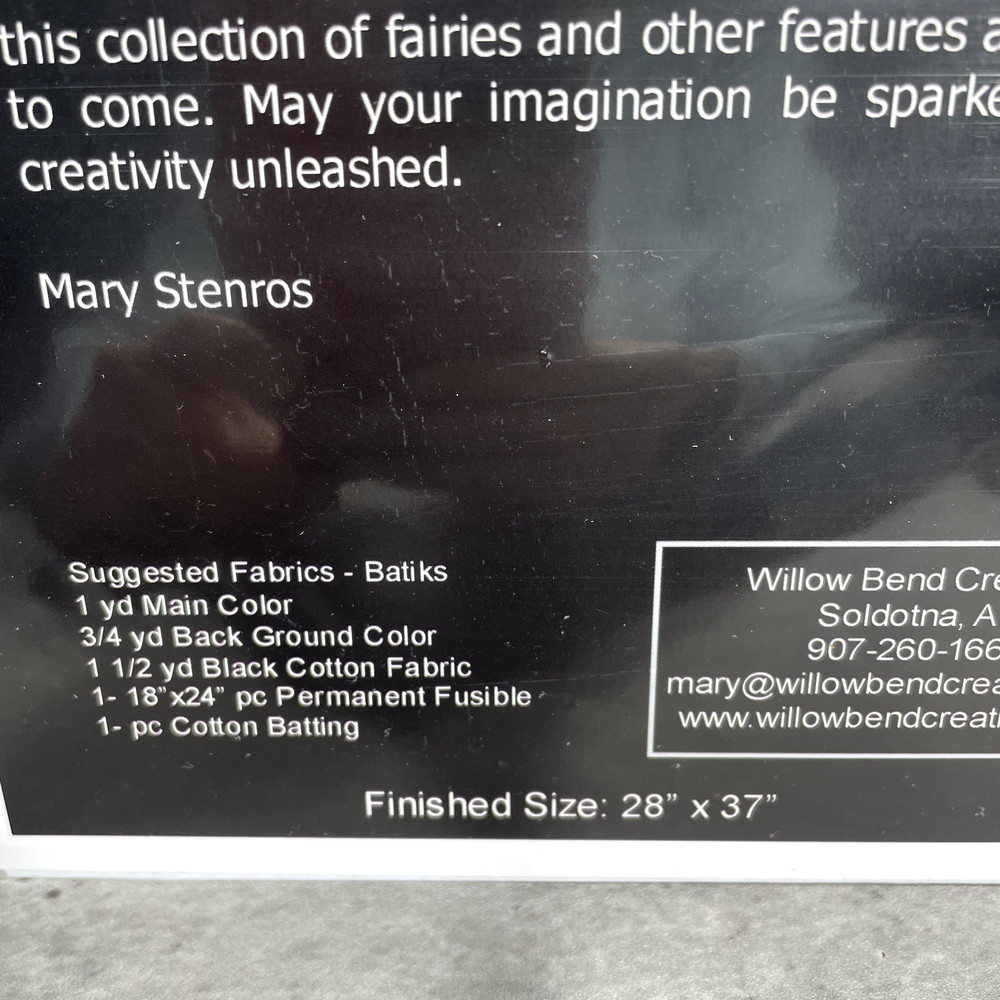 this collection of fairies and other features
to come. May your imagination be
creativity unleashed.
Mary Stenros
Suggested Fabrics - Batiks
1 yd Main Color
3/4 yd Back Ground Color
1 1/2 yd Black Cotton Fabric
1- 18”x24” pc Permanent Fusible
1- pc Cotton Batting
Willow Bend
Soldotna,
907-260-166
mary@willowbendcrea
www.willowbendcreati
Finished Size: 28” x 37”